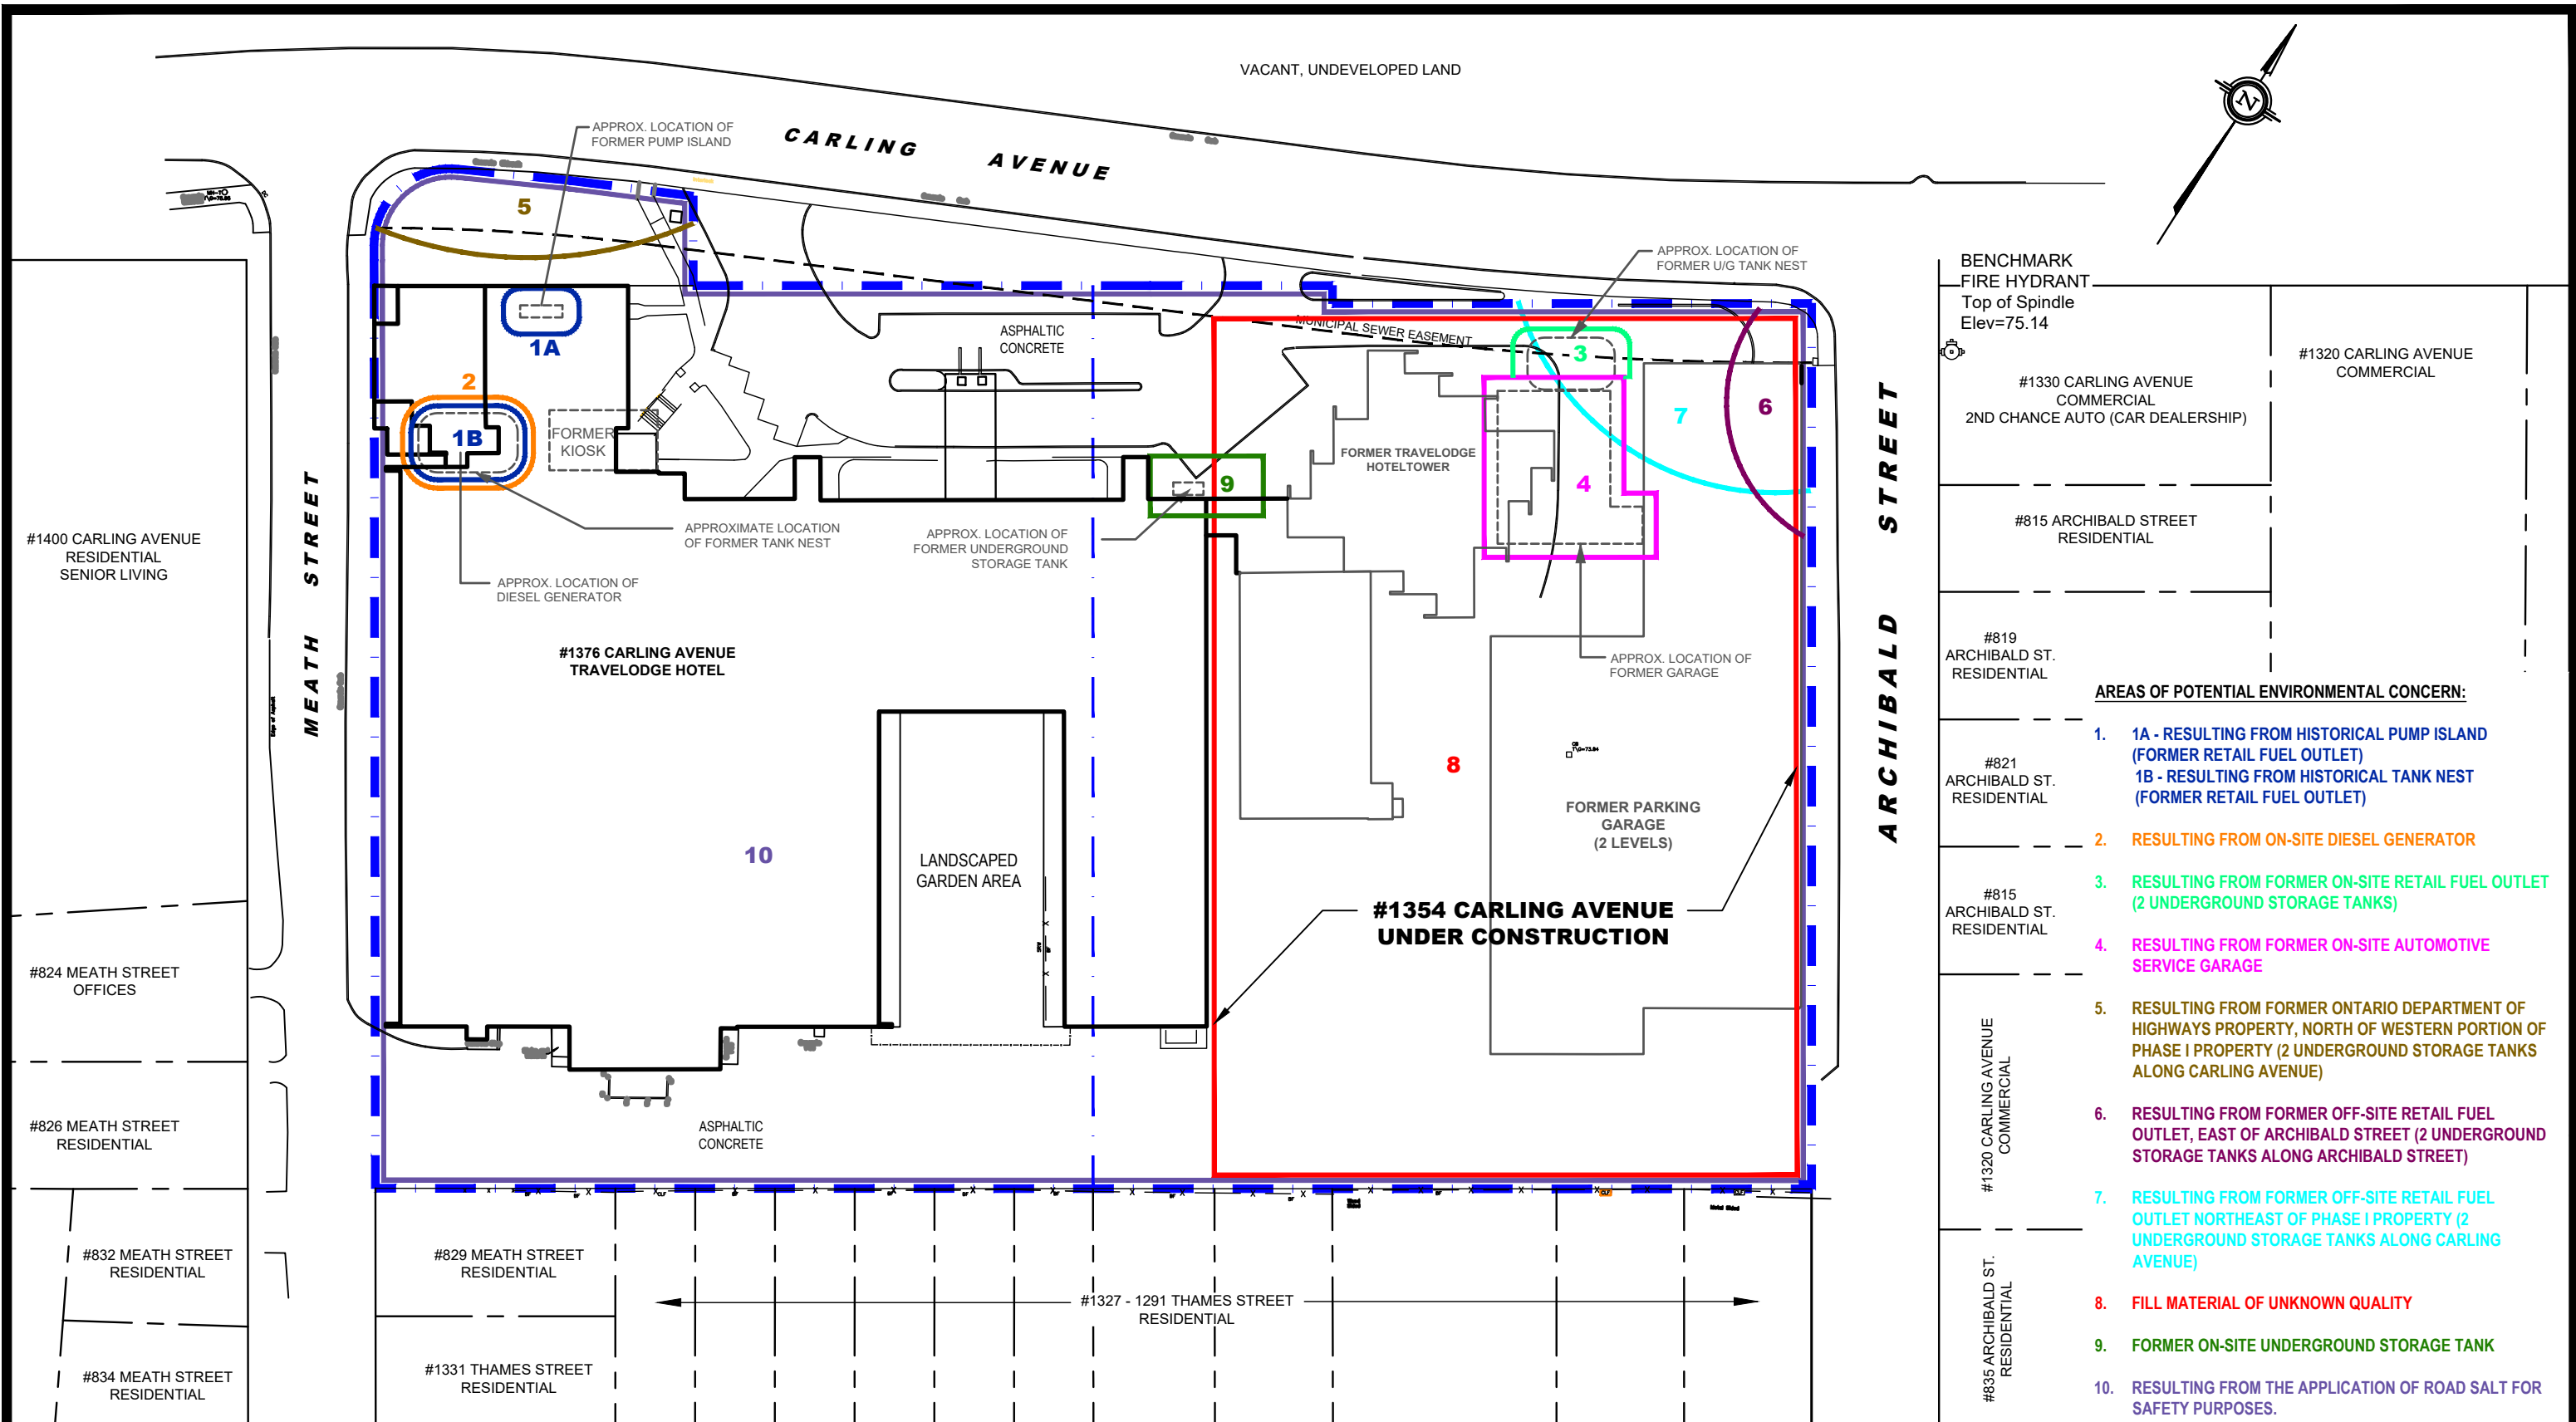 VACANT, UNDEVELOPED LAND
N
APPROX. LOCATION OF
FORMER PUMP ISLAND
CARLING AVENUE
5
APPROX. LOCATION OF
FORMER U/G TANK NEST
BENCHMARK
FIRE HYDRANT
Top of Spindle
Elev=75.14
MUNICIPAL SEWER EASEMENT
ASPHALTIC
CONCRETE
1A
3
#1320 CARLING AVENUE
COMMERCIAL
#1330 CARLING AVENUE
COMMERCIAL
2ND CHANCE AUTO (CAR DEALERSHIP)
2
7
6
1B
FORMER
KIOSK
FORMER TRAVELODGE
HOTELTOWER
4
9
MEATH STREET
ARCHIBALD STREET
#1400 CARLING AVENUE
RESIDENTIAL
SENIOR LIVING
APPROXIMATE LOCATION
OF FORMER TANK NEST
APPROX. LOCATION OF
FORMER UNDERGROUND
STORAGE TANK
#815 ARCHIBALD STREET
RESIDENTIAL
APPROX. LOCATION OF
DIESEL GENERATOR
#1376 CARLING AVENUE
TRAVELODGE HOTEL
APPROX. LOCATION OF
FORMER GARAGE
#819
ARCHIBALD ST.
RESIDENTIAL
Edge of Asphalt
8
#821
ARCHIBALD ST.
RESIDENTIAL
FORMER PARKING
GARAGE
(2 LEVELS)
10
LANDSCAPED
GARDEN AREA
#1354 CARLING AVENUE
UNDER CONSTRUCTION
#815
ARCHIBALD ST.
RESIDENTIAL
#824 MEATH STREET
OFFICES
#1320 CARLING AVENUE
COMMERCIAL
#826 MEATH STREET
RESIDENTIAL
ASPHALTIC
CONCRETE
#832 MEATH STREET
RESIDENTIAL
#829 MEATH STREET
RESIDENTIAL
#1327 - 1291 THAMES STREET
RESIDENTIAL
#835 ARCHIBALD ST.
RESIDENTIAL
#834 MEATH STREET
RESIDENTIAL
#1331 THAMES STREET
RESIDENTIAL
AREAS OF POTENTIAL ENVIRONMENTAL CONCERN:
1. 1A - RESULTING FROM HISTORICAL PUMP ISLAND
(FORMER RETAIL FUEL OUTLET)
1B - RESULTING FROM HISTORICAL TANK NEST
(FORMER RETAIL FUEL OUTLET)
2. RESULTING FROM ON-SITE DIESEL GENERATOR
3. RESULTING FROM FORMER ON-SITE RETAIL FUEL OUTLET
(2 UNDERGROUND STORAGE TANKS)
4. RESULTING FROM FORMER ON-SITE AUTOMOTIVE
SERVICE GARAGE
5. RESULTING FROM FORMER ONTARIO DEPARTMENT OF
HIGHWAYS PROPERTY, NORTH OF WESTERN PORTION OF
PHASE I PROPERTY (2 UNDERGROUND STORAGE TANKS
ALONG CARLING AVENUE)
6. RESULTING FROM FORMER OFF-SITE RETAIL FUEL
OUTLET, EAST OF ARCHIBALD STREET (2 UNDERGROUND
STORAGE TANKS ALONG ARCHIBALD STREET)
7. RESULTING FROM FORMER OFF-SITE RETAIL FUEL
OUTLET NORTHEAST OF PHASE I PROPERTY (2
UNDERGROUND STORAGE TANKS ALONG CARLING
AVENUE)
8. FILL MATERIAL OF UNKNOWN QUALITY
9. FORMER ON-SITE UNDERGROUND STORAGE TANK
10. RESULTING FROM THE APPLICATION OF ROAD SALT FOR
SAFETY PURPOSES.